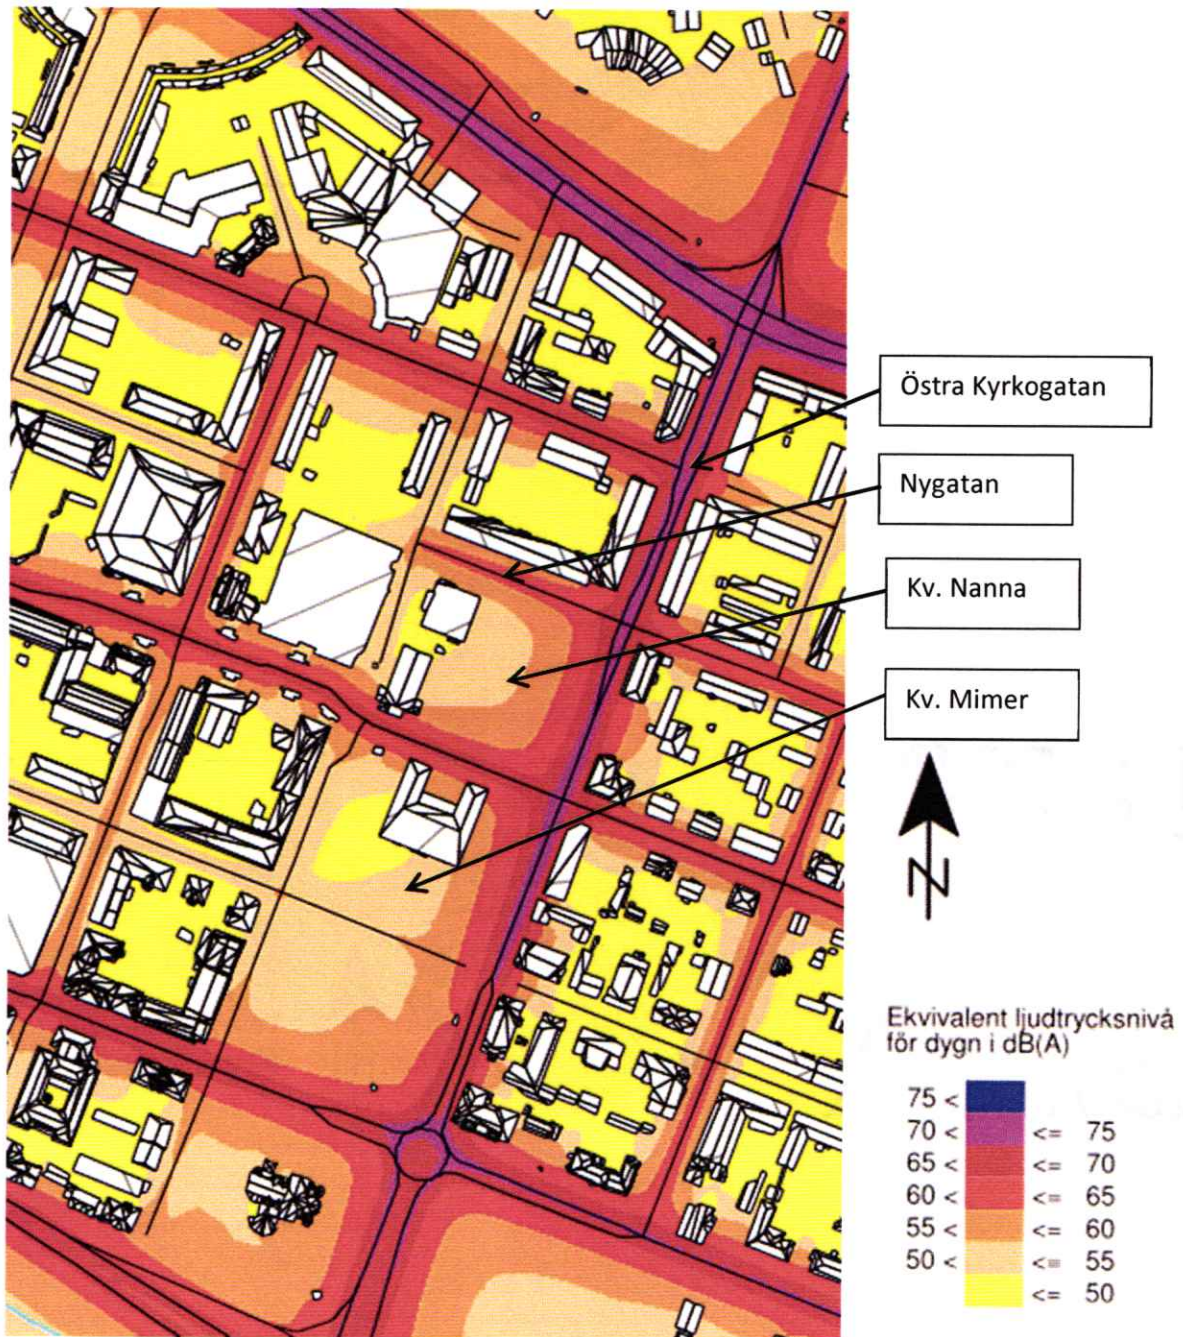 Östra Kyrkogatan
Nygatan
Kv. Nanna
Kv. Mimer
N
Ekvivalent ljudtrycksnivå
för dygn i dB(A)
75 <
70 < <= 75
65 < <= 70
60 < <= 65
55 < <= 60
50 < <= 55
<= 50